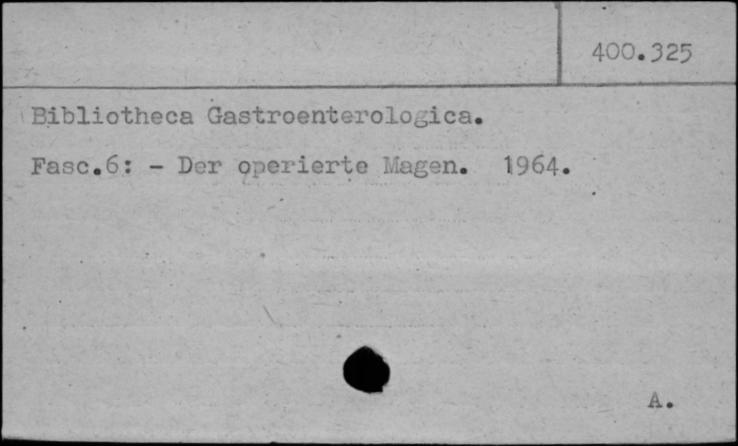 400.325
Bibliotheca Gastroenterologica.
Fasc.6: - Der operierte Magen. 1964.
A.